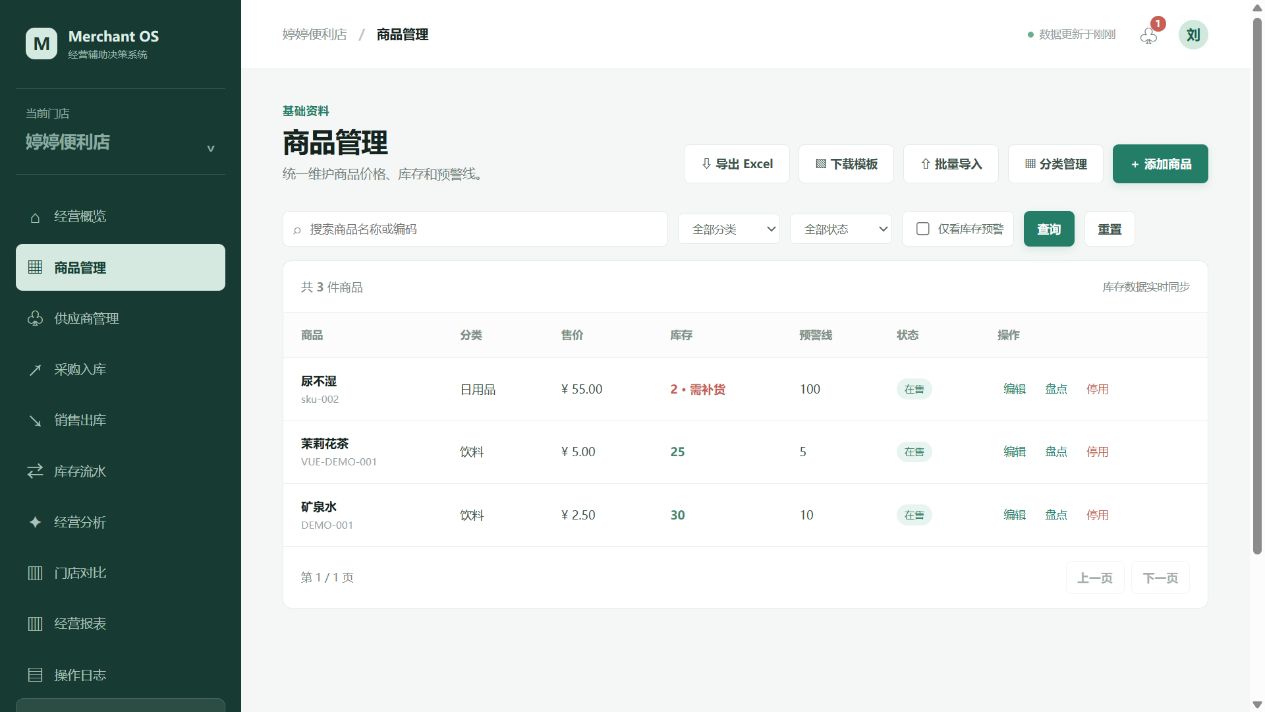 M
Merchant OS
经营辅助决策系统
当前门店
婷婷便利店
v
经营概览
商品管理
供应商管理
采购入库
销售出库
库存流水
经营分析
门店对比
经营报表
操作日志
婷婷便利店 / 商品管理
数据更新于刚刚
1
刘
基础资料
商品管理
统一维护商品价格、库存和预警线。
导出 Excel
下载模板
批量导入
分类管理
+ 添加商品
搜索商品名称或编码
全部分类
全部状态
仅看库存预警
查询
重置
共 3 件商品
库存数据实时同步
商品 分类 售价 库存 预警线 状态 操作
尿不湿
sku-002
日用品 ¥ 55.00 2 · 需补货 100 在售 编辑 盘点 停用
茉莉花茶
VUE-DEMO-001
饮料 ¥ 5.00 25 5 在售 编辑 盘点 停用
矿泉水
DEMO-001
饮料 ¥ 2.50 30 10 在售 编辑 盘点 停用
第 1 / 1 页
上一页 下一页